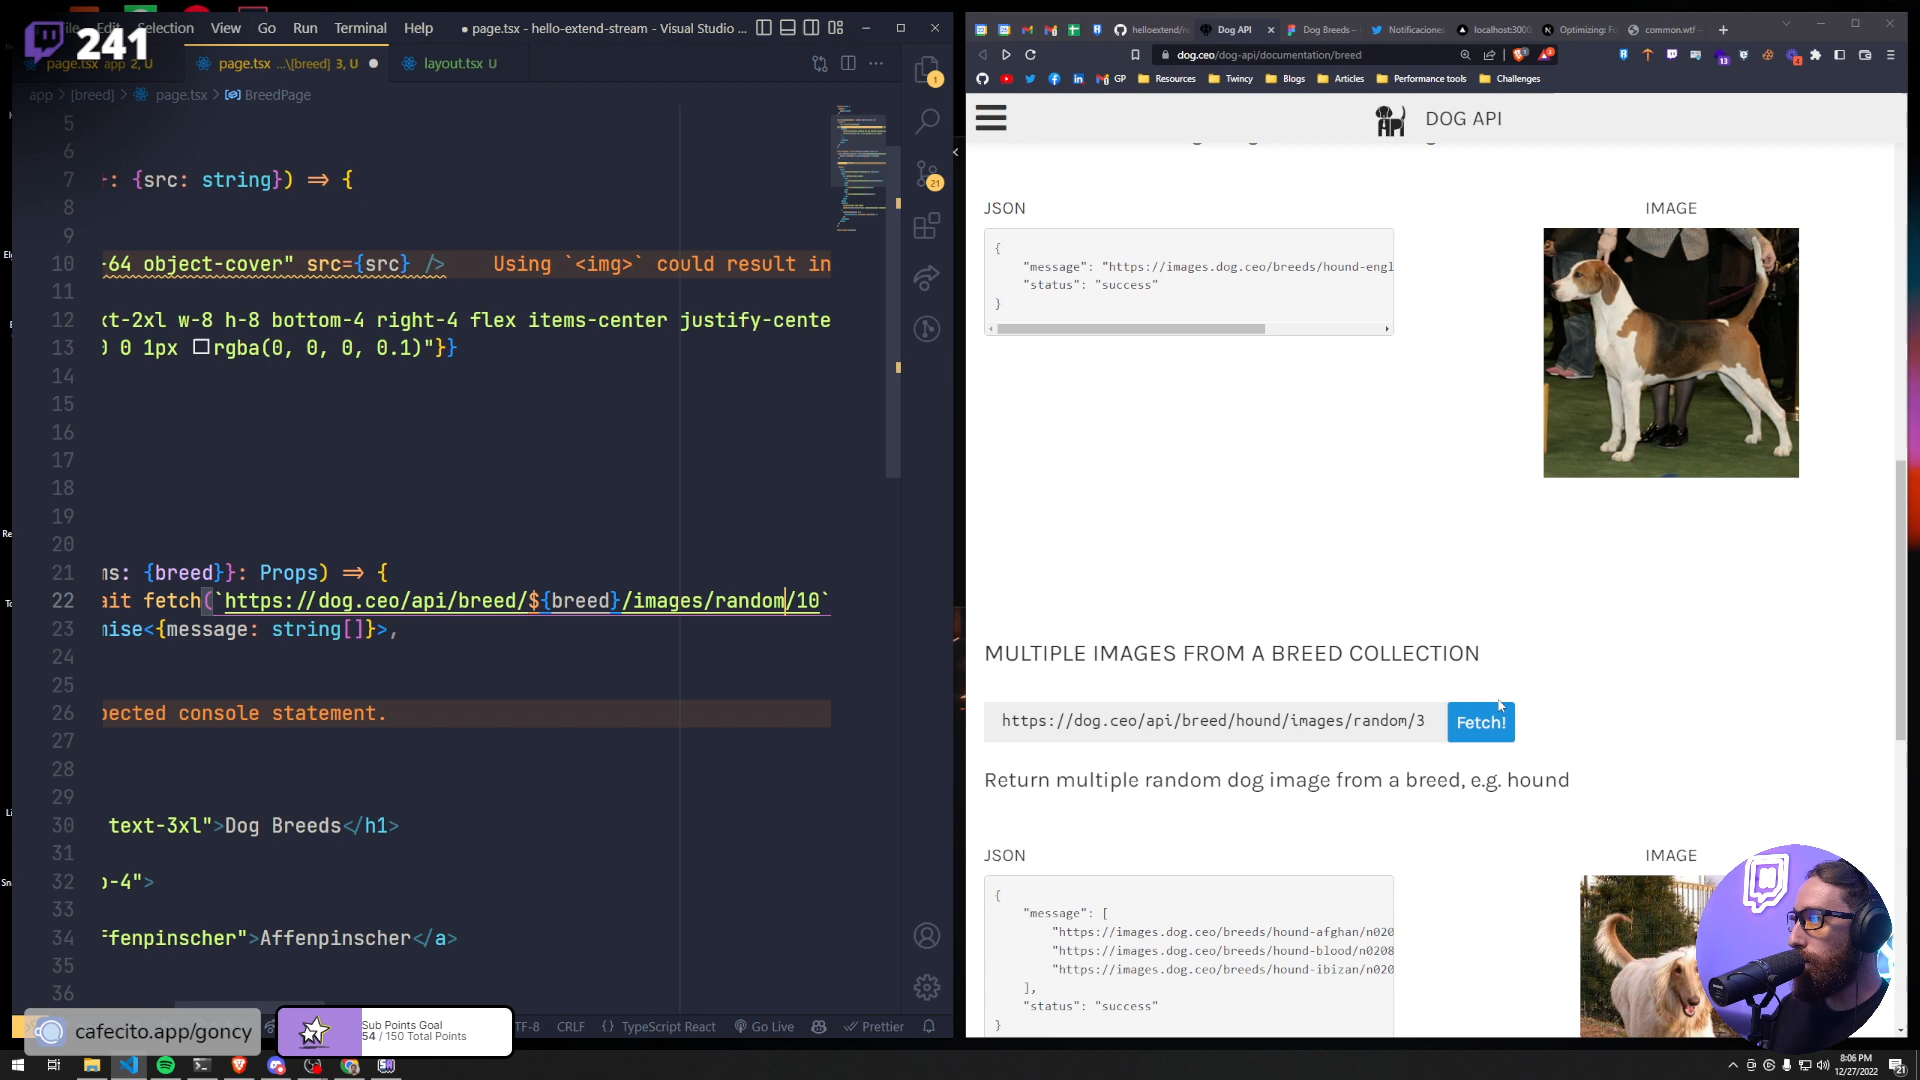 241
File Edit Selection View Go Run Terminal Help
page.tsx - hello-extend-stream - Visual Studio ...
page.tsx app 2, U
page.tsx ...\[breed] 3, U
layout.tsx U
app > [breed] > page.tsx > BreedPage
5
6
7 }: {src: string}) => {
8
9
10 -64 object-cover" src={src} /> Using `<img>` could result in
11
12 xt-2xl w-8 h-8 bottom-4 right-4 flex items-center justify-cente
13 0 0 1px rgba(0, 0, 0, 0.1)"}}
14
15
16
17
18
19
20
21 ms: {breed}}: Props) => {
22 ait fetch(`https://dog.ceo/api/breed/${breed}/images/random/10`
23 mise<{message: string[]}>,
24
25
26 pected console statement.
27
28
29
30 text-3xl">Dog Breeds</h1>
31
32 p-4">
33
34 ffenpinscher">Affenpinscher</a>
35
36
1
21
TF-8 CRLF {} TypeScript React Go Live Prettier
cafecito.app/goncy
Sub Points Goal
54 / 150 Total Points
helloextend/n
Dog API
Dog Breeds –
Notificaciones
localhost:3000
Optimizing: Fo
common.wtf
dog.ceo/dog-api/documentation/breed
GP Resources Twincy Blogs Articles Performance tools Challenges
DOG API
JSON
IMAGE
{
"message": "https://images.dog.ceo/breeds/hound-engl
"status": "success"
}
MULTIPLE IMAGES FROM A BREED COLLECTION
https://dog.ceo/api/breed/hound/images/random/3
Fetch!
Return multiple random dog image from a breed, e.g. hound
JSON
IMAGE
{
"message": [
"https://images.dog.ceo/breeds/hound-afghan/n020
"https://images.dog.ceo/breeds/hound-blood/n0208
"https://images.dog.ceo/breeds/hound-ibizan/n020
],
"status": "success"
}
8:06 PM
12/27/2022
21